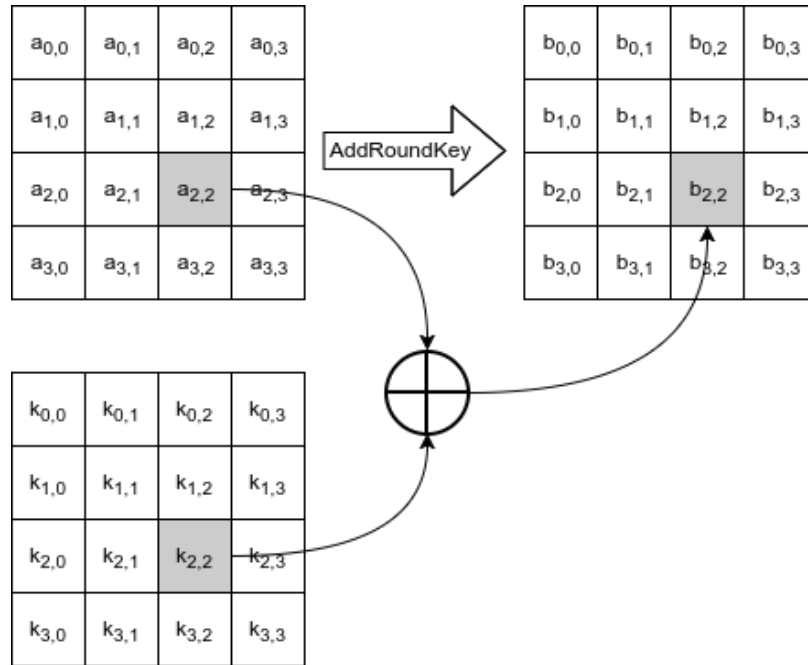 a0,0 a0,1 a0,2 a0,3
a1,0 a1,1 a1,2 a1,3
a2,0 a2,1 a2,2 a2,3
a3,0 a3,1 a3,2 a3,3
AddRoundKey
b0,0 b0,1 b0,2 b0,3
b1,0 b1,1 b1,2 b1,3
b2,0 b2,1 b2,2 b2,3
b3,0 b3,1 b3,2 b3,3
k0,0 k0,1 k0,2 k0,3
k1,0 k1,1 k1,2 k1,3
k2,0 k2,1 k2,2 k2,3
k3,0 k3,1 k3,2 k3,3